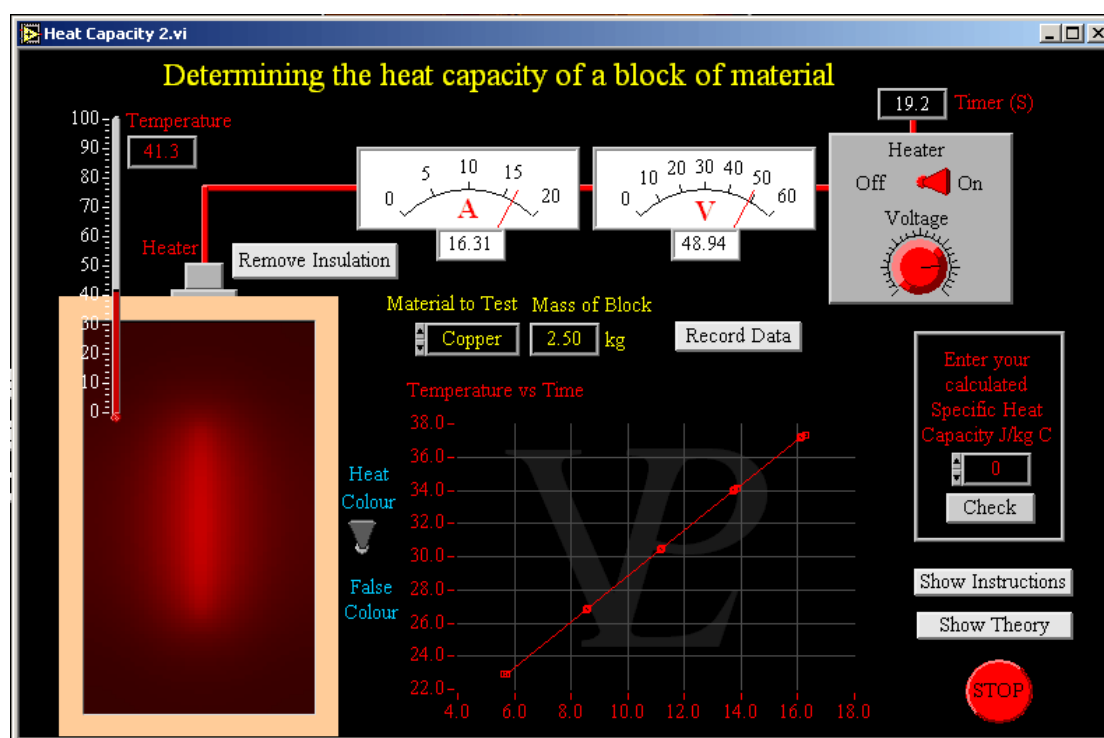 Heat Capacity 2.vi
Determining the heat capacity of a block of material
19.2 Timer (S)
Temperature
41.3
100
90
80
70
60
50
40
30
20
10
0
Heater
Remove Insulation
0 5 10 15 20
A
16.31
0 10 20 30 40 50 60
V
48.94
Heater
Off On
Voltage
Material to Test Mass of Block
Copper 2.50 kg
Record Data
Temperature vs Time
38.0
36.0
34.0
32.0
30.0
28.0
26.0
24.0
22.0
4.0 6.0 8.0 10.0 12.0 14.0 16.0 18.0
VPL
Heat
Colour
False
Colour
Enter your
calculated
Specific Heat
Capacity J/kg C
0
Check
Show Instructions
Show Theory
STOP